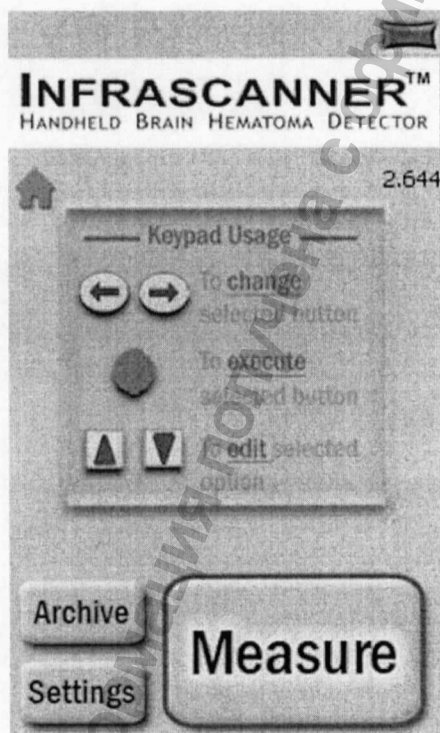 INFRASCANNER™
HANDHELD BRAIN HEMATOMA DETECTOR
2.644
Keypad Usage
To change
selected button
To execute
selected button
To edit selected
option
Archive
Measure
Settings